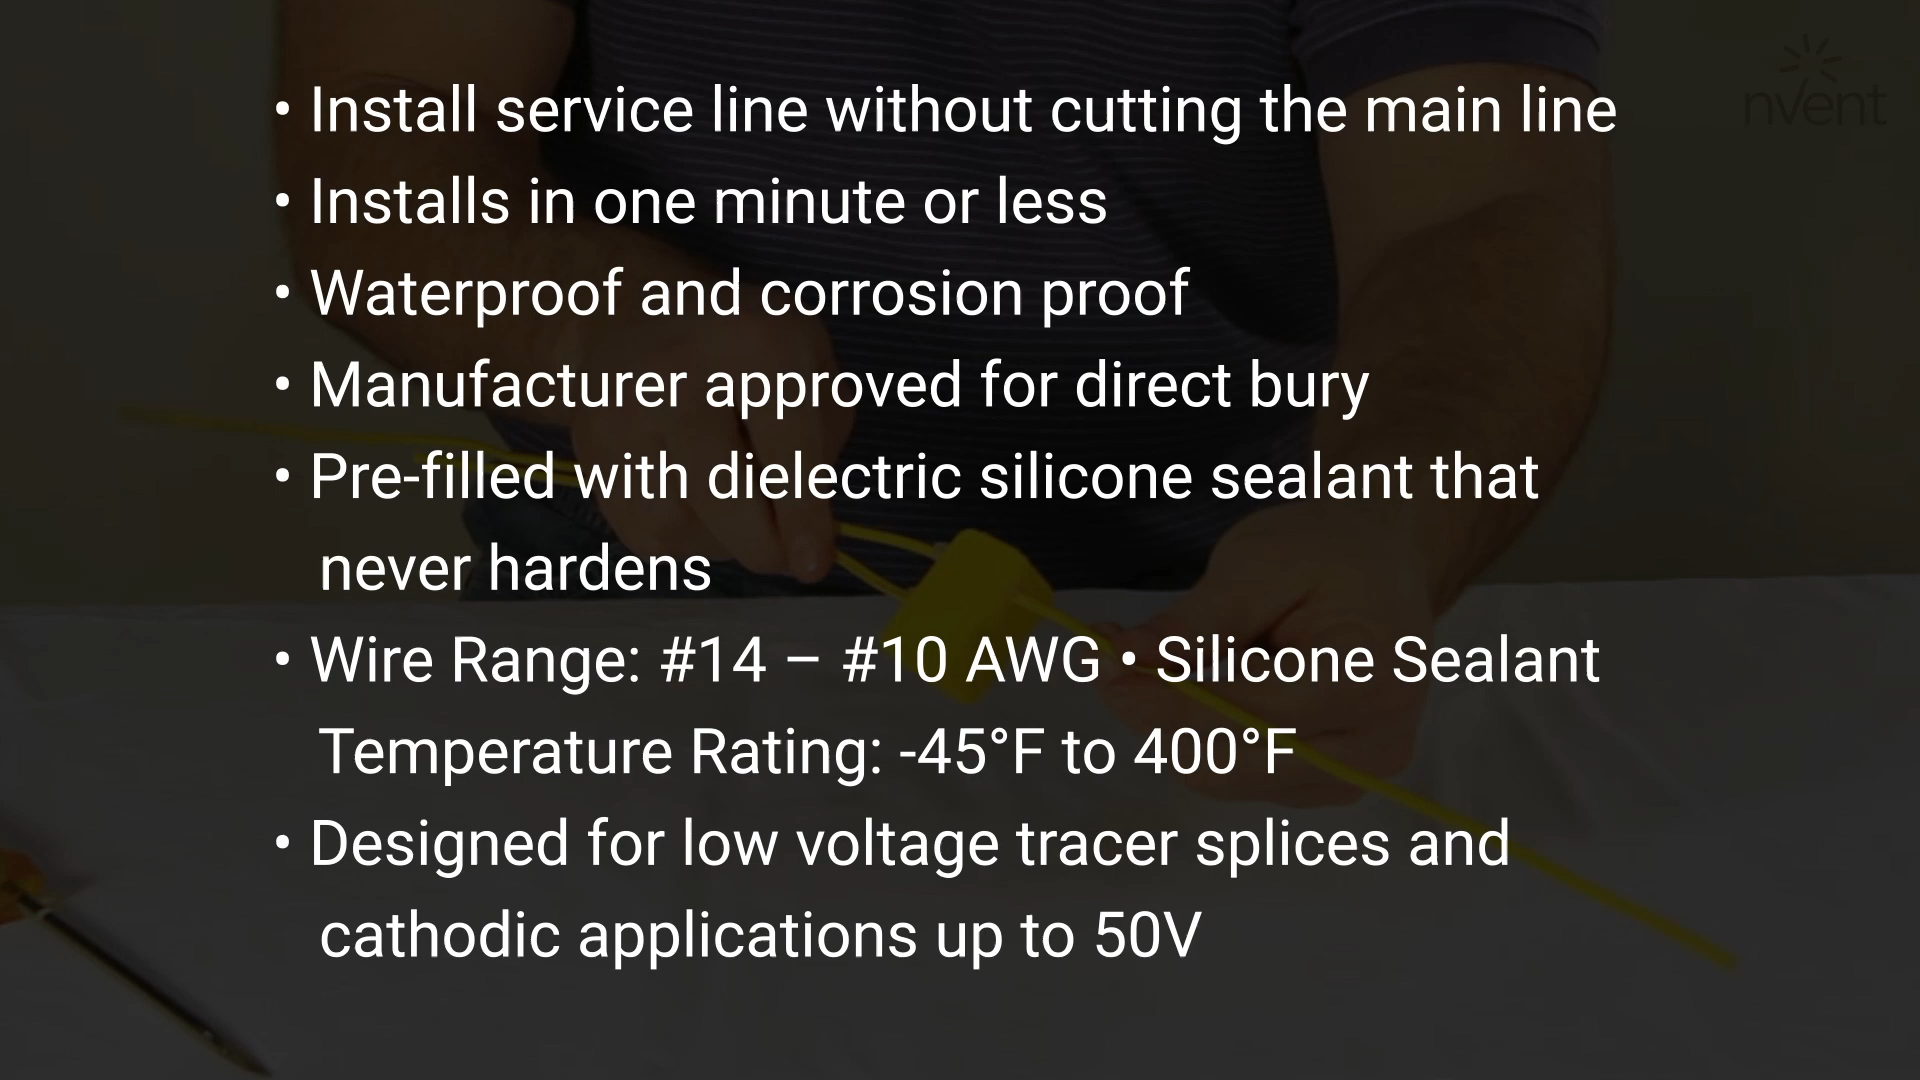 • Install service line without cutting the main line
• Installs in one minute or less
• Waterproof and corrosion proof
• Manufacturer approved for direct bury
• Pre-filled with dielectric silicone sealant that
never hardens
• Wire Range: #14 – #10 AWG • Silicone Sealant
Temperature Rating: -45°F to 400°F
• Designed for low voltage tracer splices and
cathodic applications up to 50V
nvent